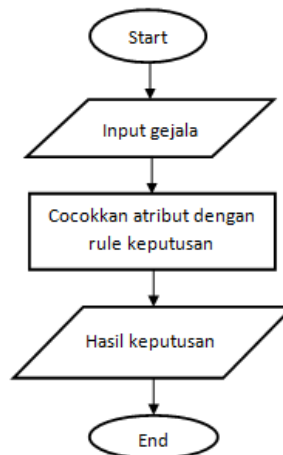 Start
Input gejala
Cocokkan atribut dengan
rule keputusan
Hasil keputusan
End